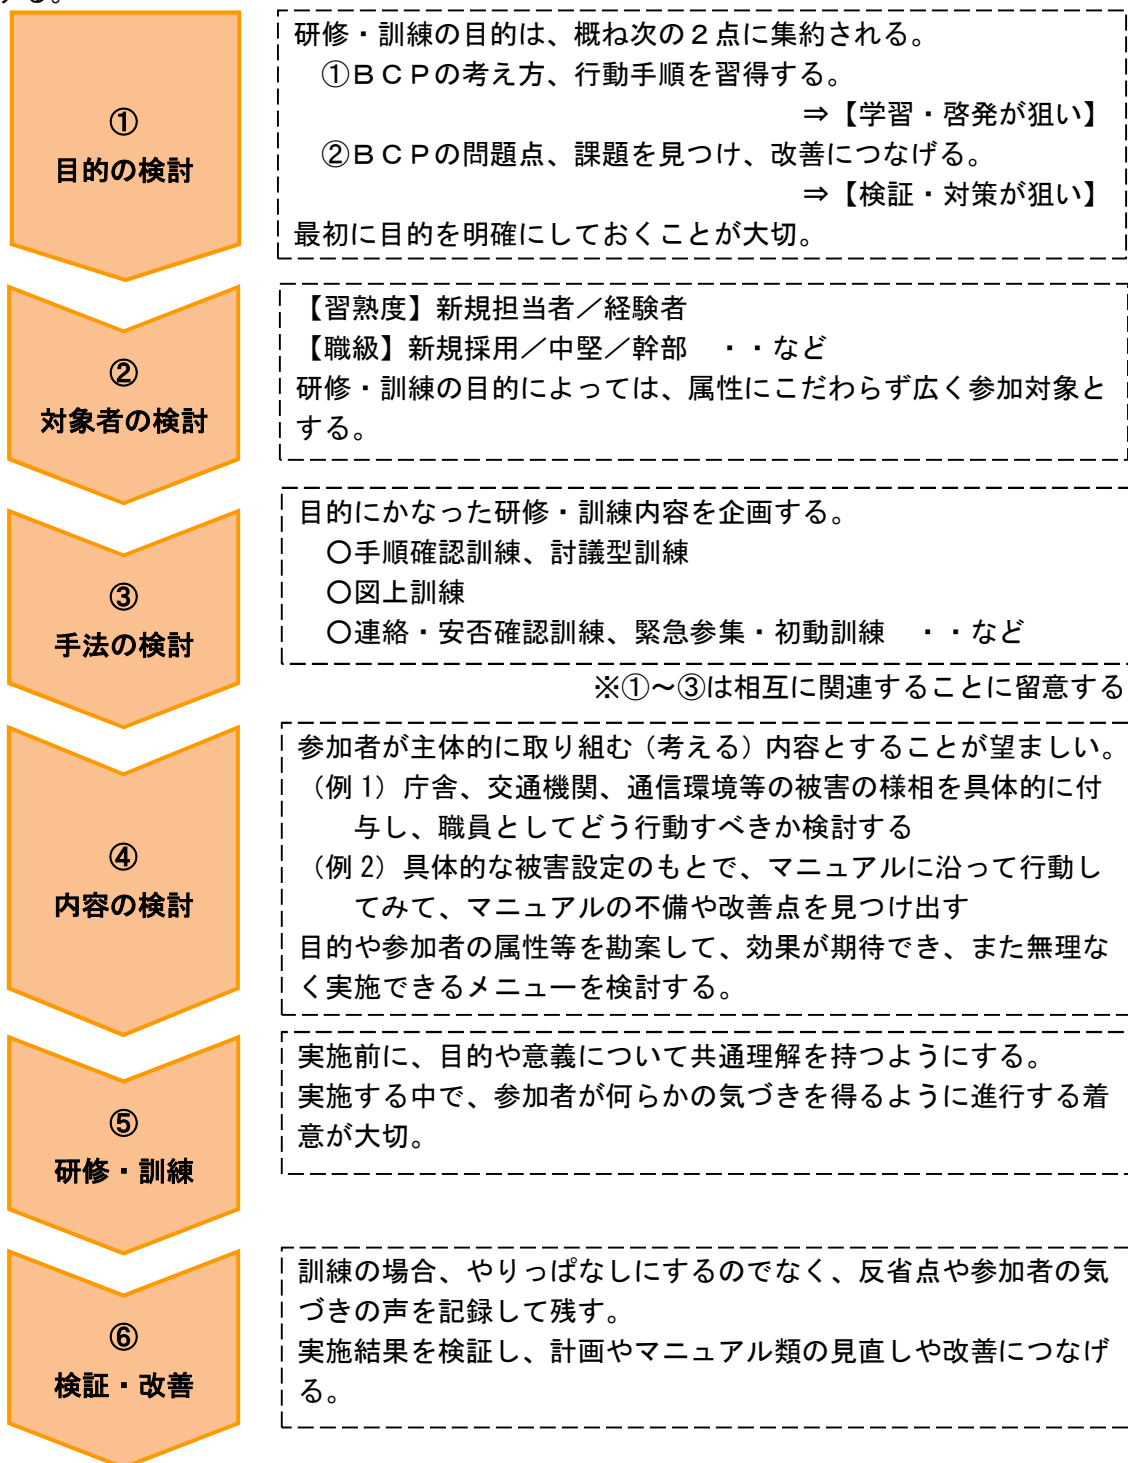 する。
①
目的の検討
研修・訓練の目的は、概ね次の２点に集約される。
①ＢＣＰの考え方、行動手順を習得する。
⇒【学習・啓発が狙い】
②ＢＣＰの問題点、課題を見つけ、改善につなげる。
⇒【検証・対策が狙い】
最初に目的を明確にしておくことが大切。
②
対象者の検討
【習熟度】新規担当者／経験者
【職級】新規採用／中堅／幹部　・・など
研修・訓練の目的によっては、属性にこだわらず広く参加対象と
する。
③
手法の検討
目的にかなった研修・訓練内容を企画する。
○手順確認訓練、討議型訓練
○図上訓練
○連絡・安否確認訓練、緊急参集・初動訓練　・・など
※①～③は相互に関連することに留意する
④
内容の検討
参加者が主体的に取り組む（考える）内容とすることが望ましい。
（例1）庁舎、交通機関、通信環境等の被害の様相を具体的に付
与し、職員としてどう行動すべきか検討する
（例2）具体的な被害設定のもとで、マニュアルに沿って行動し
てみて、マニュアルの不備や改善点を見つけ出す
目的や参加者の属性等を勘案して、効果が期待でき、また無理な
く実施できるメニューを検討する。
⑤
研修・訓練
実施前に、目的や意義について共通理解を持つようにする。
実施する中で、参加者が何らかの気づきを得るように進行する着
意が大切。
⑥
検証・改善
訓練の場合、やりっぱなしにするのでなく、反省点や参加者の気
づきの声を記録して残す。
実施結果を検証し、計画やマニュアル類の見直しや改善につなげ
る。